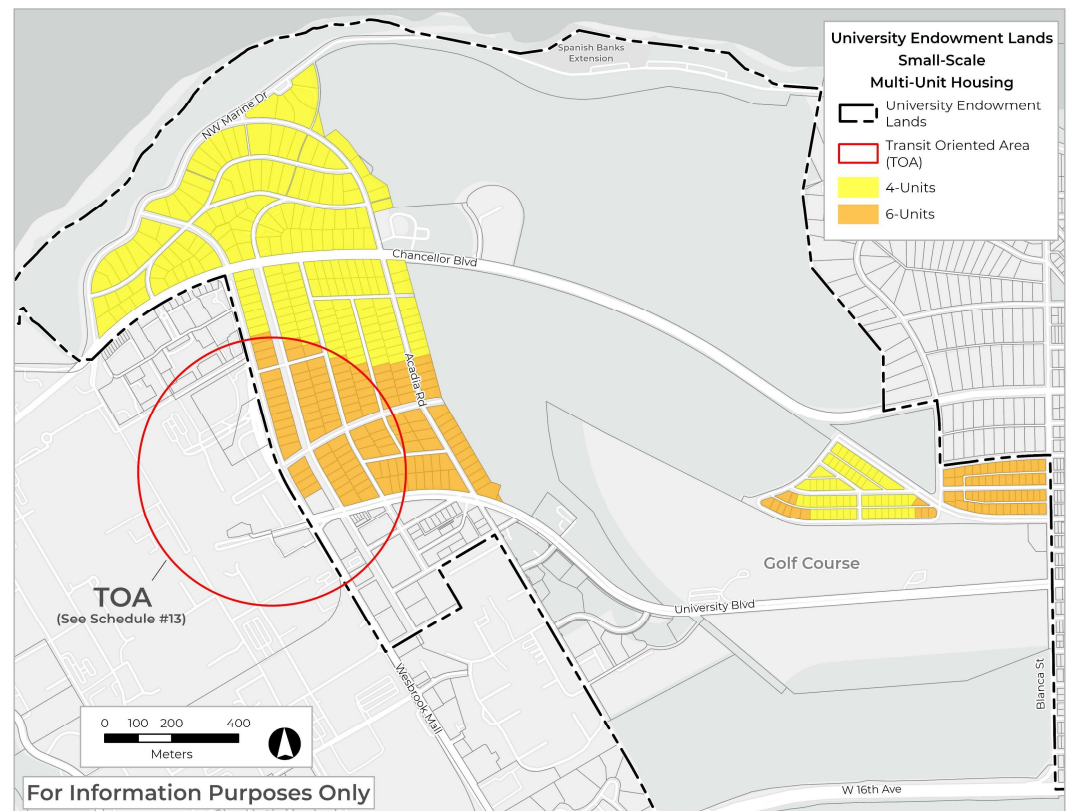 University Endowment Lands
Small-Scale
Multi-Unit Housing
University Endowment
Lands
Transit Oriented Area
(TOA)
4-Units
6-Units
Spanish Banks
Extension
NW Marine Dr
Chancellor Blvd
Acadia Rd
Golf Course
TOA
(See Schedule #13)
University Blvd
Wesbrook Mall
Blanca St
W 16th Ave
0 100 200 400
Meters
For Information Purposes Only